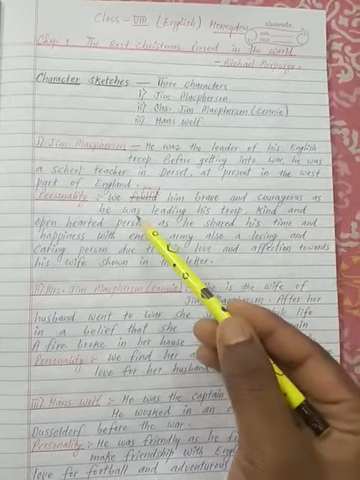 Class - VIII (English) Honeydew
Chap. 1 The Best Christmas Present in the World
- Michael Morpurgo.
Character sketches - Three characters
i) Jim Macpherson
ii) Mrs. Jim Macpherson (Connie)
iii) Hans Wolf
i) Jim Macpherson - He was the leader of his English
troop Before getting into war, he was
a school teacher in Dorset, at present in the west
part of England.
Personality :- We found him brave and courageous as
he was leading his troop, Kind and
open hearted person as he shared his time and
happiness with army also a loving and
caring person due love and affection towards
his wife shown in letter.
ii) Mrs. Jim Macpherson (Connie) is the wife of
Jim Macpherson. After her
husband went to war She life
in a belief that she
A fire broke in her house
Personality :- We find her
love for her husband
iii) Hans Wolf :- He was the captain
He worked in an
Dusseldorf before the war.
Personality :- He was friendly as he
make friendship with
love for football and adventurous